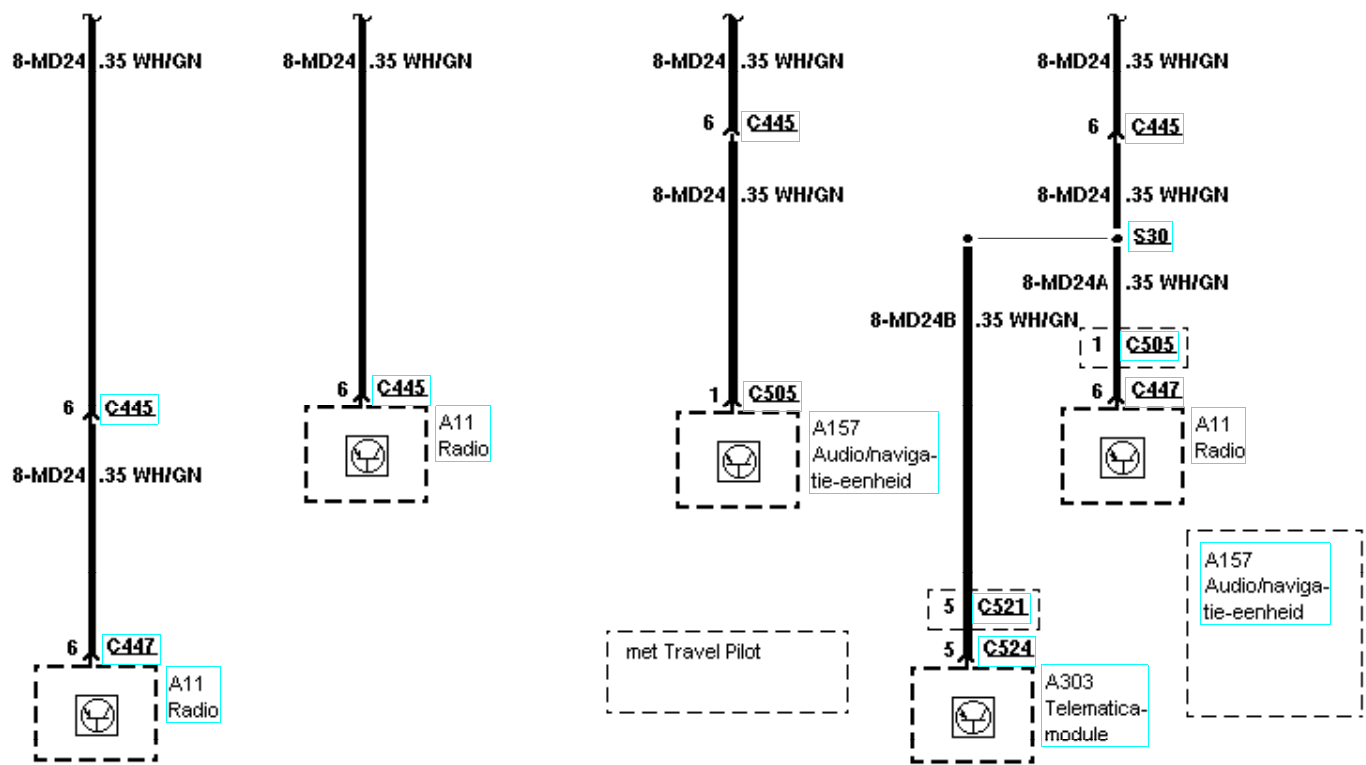 8-MD24 .35 WH/GN
8-MD24 .35 WH/GN
8-MD24 .35 WH/GN
8-MD24 .35 WH/GN
6 C445
6 C445
8-MD24 .35 WH/GN
8-MD24 .35 WH/GN
S30
8-MD24A .35 WH/GN
8-MD24B .35 WH/GN
1 C505
6 C445
6 C445
1 C505
6 C447
A11
Radio
A157
Audio/naviga-
tie-eenheid
A11
Radio
8-MD24 .35 WH/GN
A157
Audio/naviga-
tie-eenheid
5 C521
6 C447
met Travel Pilot
5 C524
A11
Radio
A303
Telematica-
module